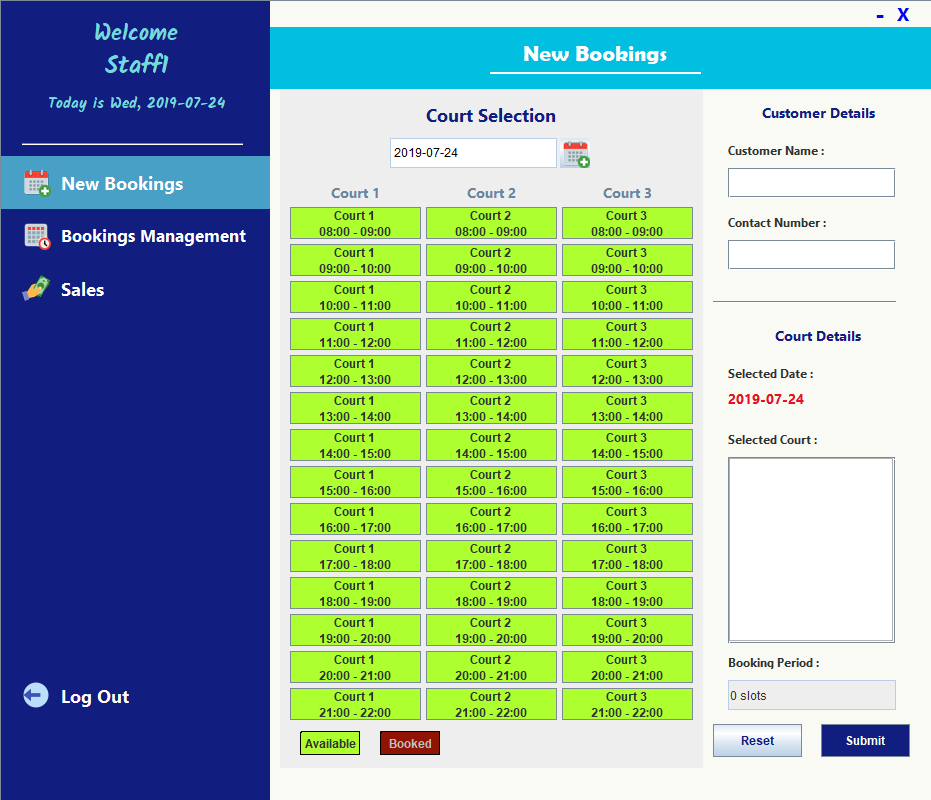 Welcome
Staff1
Today is Wed, 2019-07-24
New Bookings
Bookings Management
Sales
Log Out
- X
New Bookings
Court Selection
2019-07-24
Court 1 Court 2 Court 3
Court 1 Court 2 Court 3
08:00 - 09:00 08:00 - 09:00 08:00 - 09:00
Court 1 Court 2 Court 3
09:00 - 10:00 09:00 - 10:00 09:00 - 10:00
Court 1 Court 2 Court 3
10:00 - 11:00 10:00 - 11:00 10:00 - 11:00
Court 1 Court 2 Court 3
11:00 - 12:00 11:00 - 12:00 11:00 - 12:00
Court 1 Court 2 Court 3
12:00 - 13:00 12:00 - 13:00 12:00 - 13:00
Court 1 Court 2 Court 3
13:00 - 14:00 13:00 - 14:00 13:00 - 14:00
Court 1 Court 2 Court 3
14:00 - 15:00 14:00 - 15:00 14:00 - 15:00
Court 1 Court 2 Court 3
15:00 - 16:00 15:00 - 16:00 15:00 - 16:00
Court 1 Court 2 Court 3
16:00 - 17:00 16:00 - 17:00 16:00 - 17:00
Court 1 Court 2 Court 3
17:00 - 18:00 17:00 - 18:00 17:00 - 18:00
Court 1 Court 2 Court 3
18:00 - 19:00 18:00 - 19:00 18:00 - 19:00
Court 1 Court 2 Court 3
19:00 - 20:00 19:00 - 20:00 19:00 - 20:00
Court 1 Court 2 Court 3
20:00 - 21:00 20:00 - 21:00 20:00 - 21:00
Court 1 Court 2 Court 3
21:00 - 22:00 21:00 - 22:00 21:00 - 22:00
Available Booked
Customer Details
Customer Name :
Contact Number :
Court Details
Selected Date :
2019-07-24
Selected Court :
Booking Period :
0 slots
Reset Submit